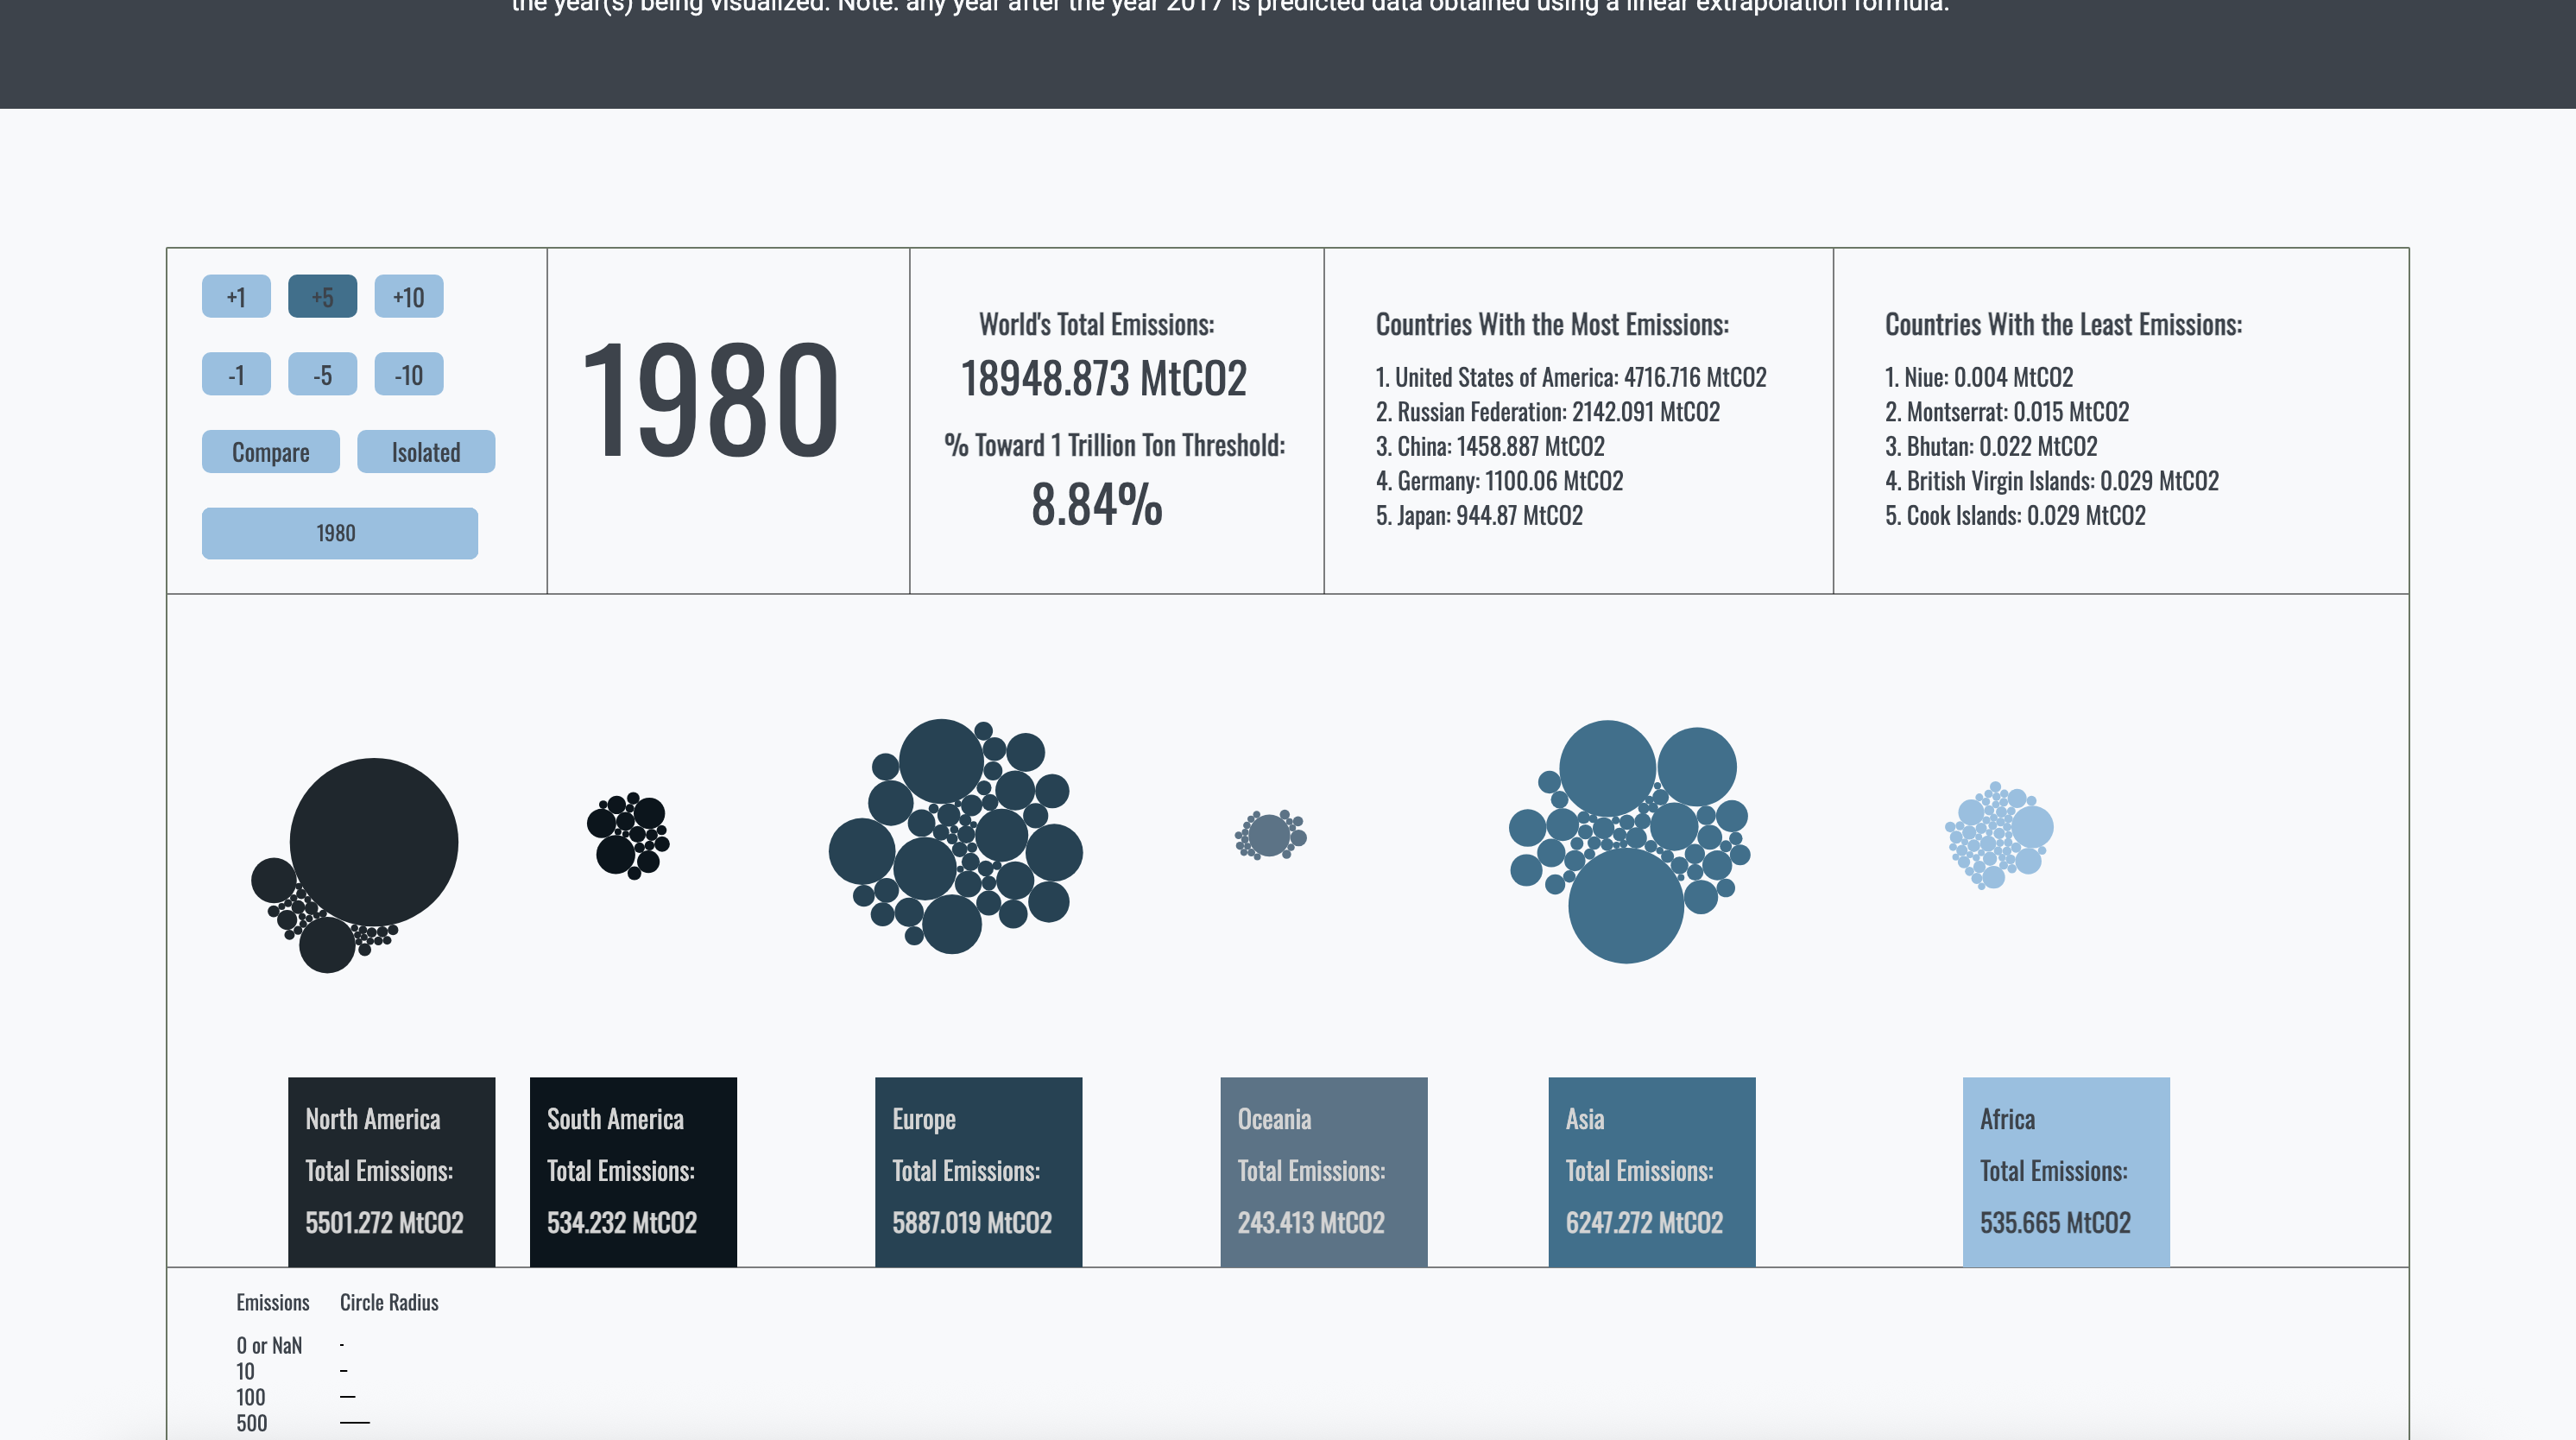 the year(s) being visualized. Note: any year after the year 2017 is predicted data obtained using a linear extrapolation formula.
+1 +5 +10
-1 -5 -10
Compare Isolated
1980
1980
World's Total Emissions:
18948.873 MtCO2
% Toward 1 Trillion Ton Threshold:
8.84%
Countries With the Most Emissions:
1. United States of America: 4716.716 MtCO2
2. Russian Federation: 2142.091 MtCO2
3. China: 1458.887 MtCO2
4. Germany: 1100.06 MtCO2
5. Japan: 944.87 MtCO2
Countries With the Least Emissions:
1. Niue: 0.004 MtCO2
2. Montserrat: 0.015 MtCO2
3. Bhutan: 0.022 MtCO2
4. British Virgin Islands: 0.029 MtCO2
5. Cook Islands: 0.029 MtCO2
North America
Total Emissions:
5501.272 MtCO2
South America
Total Emissions:
534.232 MtCO2
Europe
Total Emissions:
5887.019 MtCO2
Oceania
Total Emissions:
243.413 MtCO2
Asia
Total Emissions:
6247.272 MtCO2
Africa
Total Emissions:
535.665 MtCO2
Emissions Circle Radius
0 or NaN
10
100
500